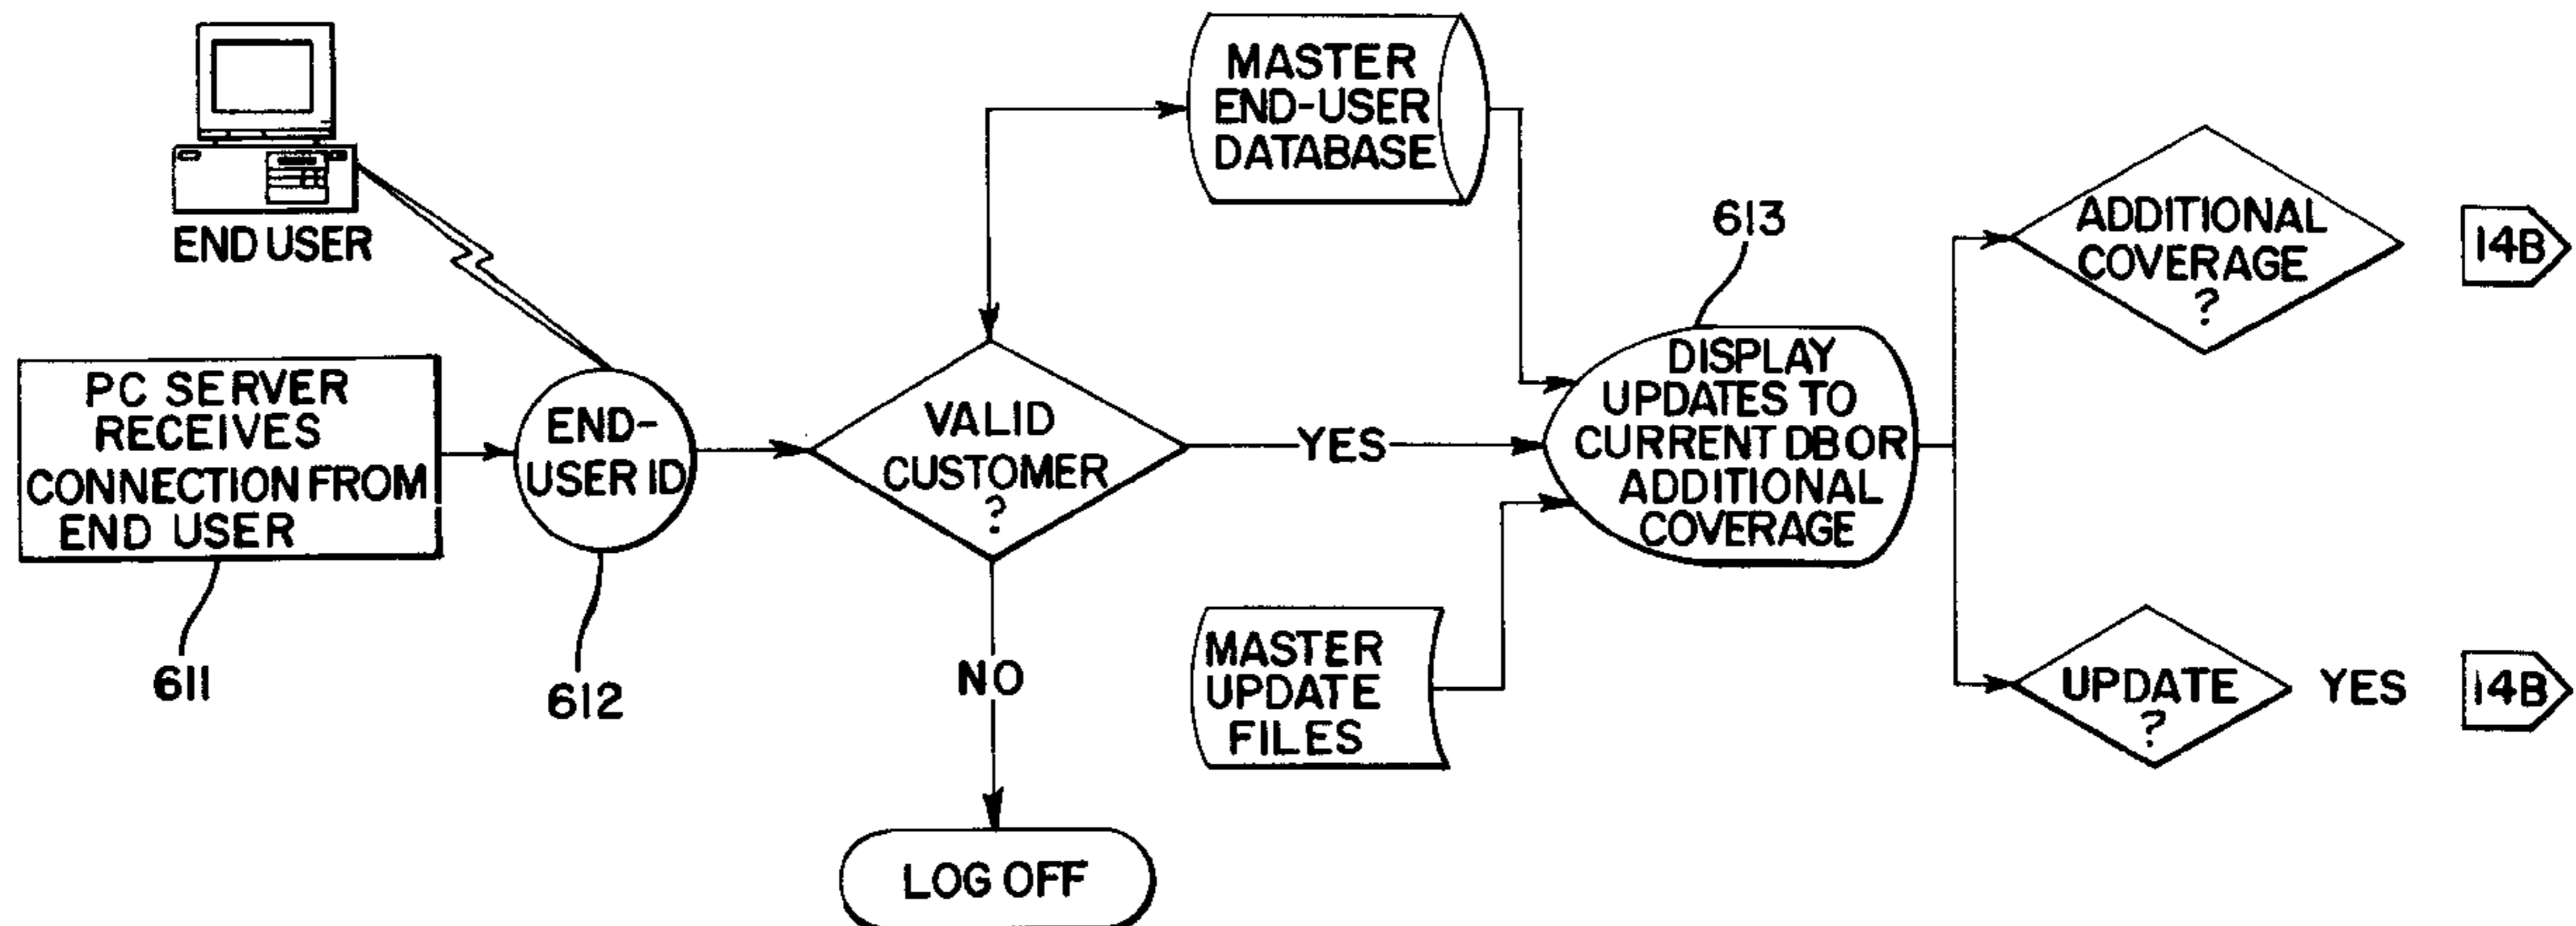 END USER
PC SERVER
RECEIVES
CONNECTION FROM
END USER
611
END-
USER ID
612
VALID
CUSTOMER
?
NO
LOG OFF
YES
MASTER
END-USER
DATABASE
MASTER
UPDATE
FILES
613
DISPLAY
UPDATES TO
CURRENT DB OR
ADDITIONAL
COVERAGE
ADDITIONAL
COVERAGE
?
14B
UPDATE
?
YES
14B